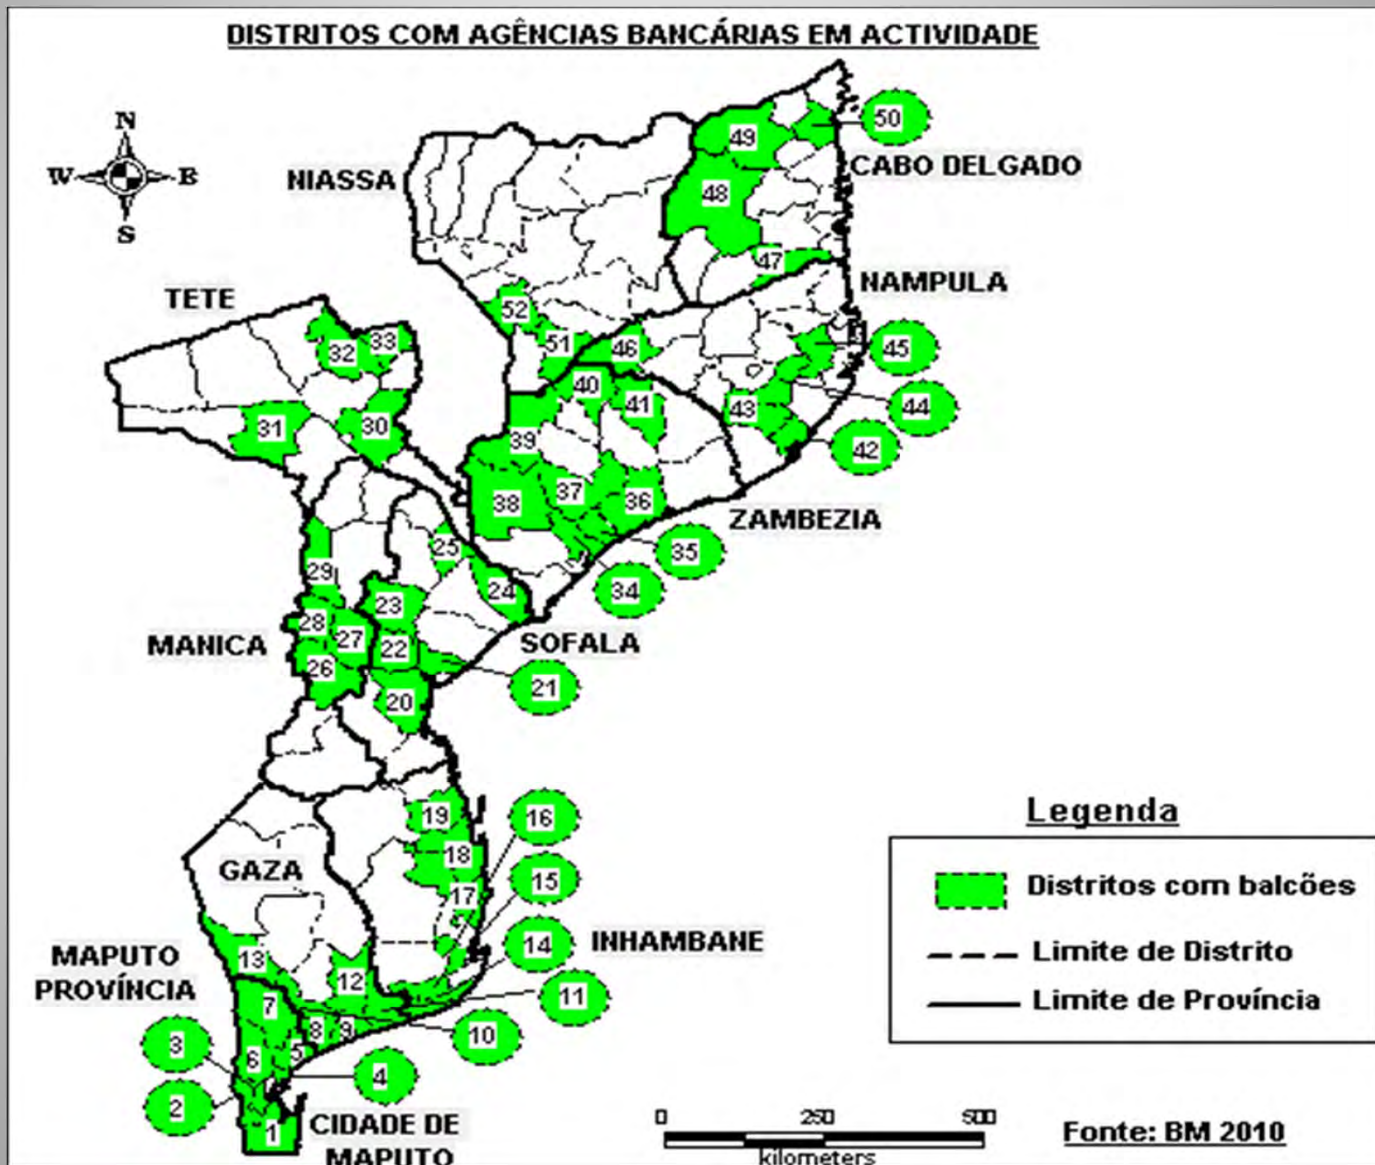 DISTRITOS COM AGÊNCIAS BANCÁRIAS EM ACTIVIDADE
N
W E
S
50
49
CABO DELGADO
NIASSA
48
47
NAMPULA
TETE
52
33
32
51
46
45
40
41
44
43
31
30
39
42
38
37
36
ZAMBEZIA
25
35
29
24
34
23
28
27
22
MANICA
SOFALA
26
21
20
19
16
18
GAZA
15
17
14
INHAMBANE
MAPUTO
PROVÍNCIA
13
12
11
7
8
9
10
3
6
5
4
2
1
CIDADE DE
MAPUTO
Legenda
Distritos com balcões
Limite de Distrito
Limite de Província
0 250 500
kilometers
Fonte: BM 2010